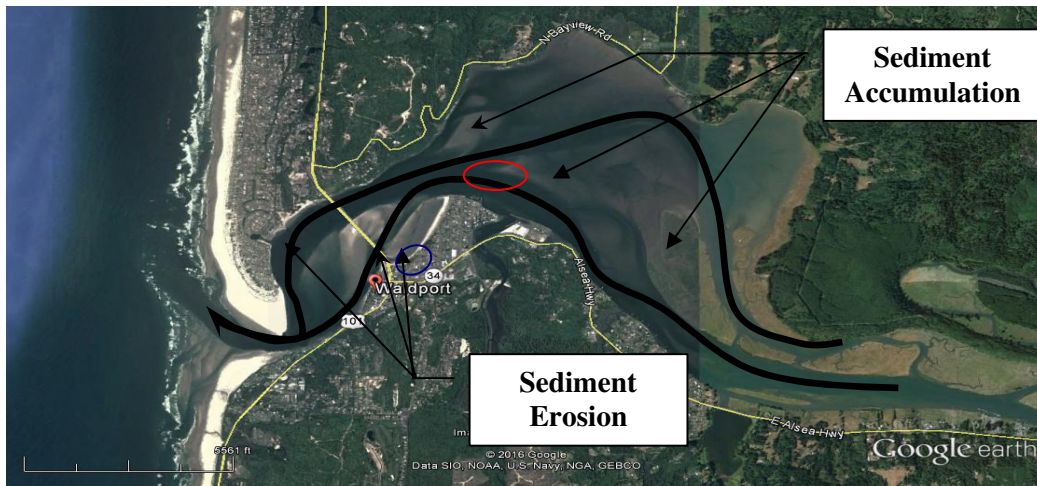 N Bayview Rd
Sediment
Accumulation
34
Waldport
101
Alsea Hwy
Sediment
Erosion
E Alsea Hwy
5561 ft
© 2016 Google
Data SIO, NOAA, U.S. Navy, NGA, GEBCO
Google earth